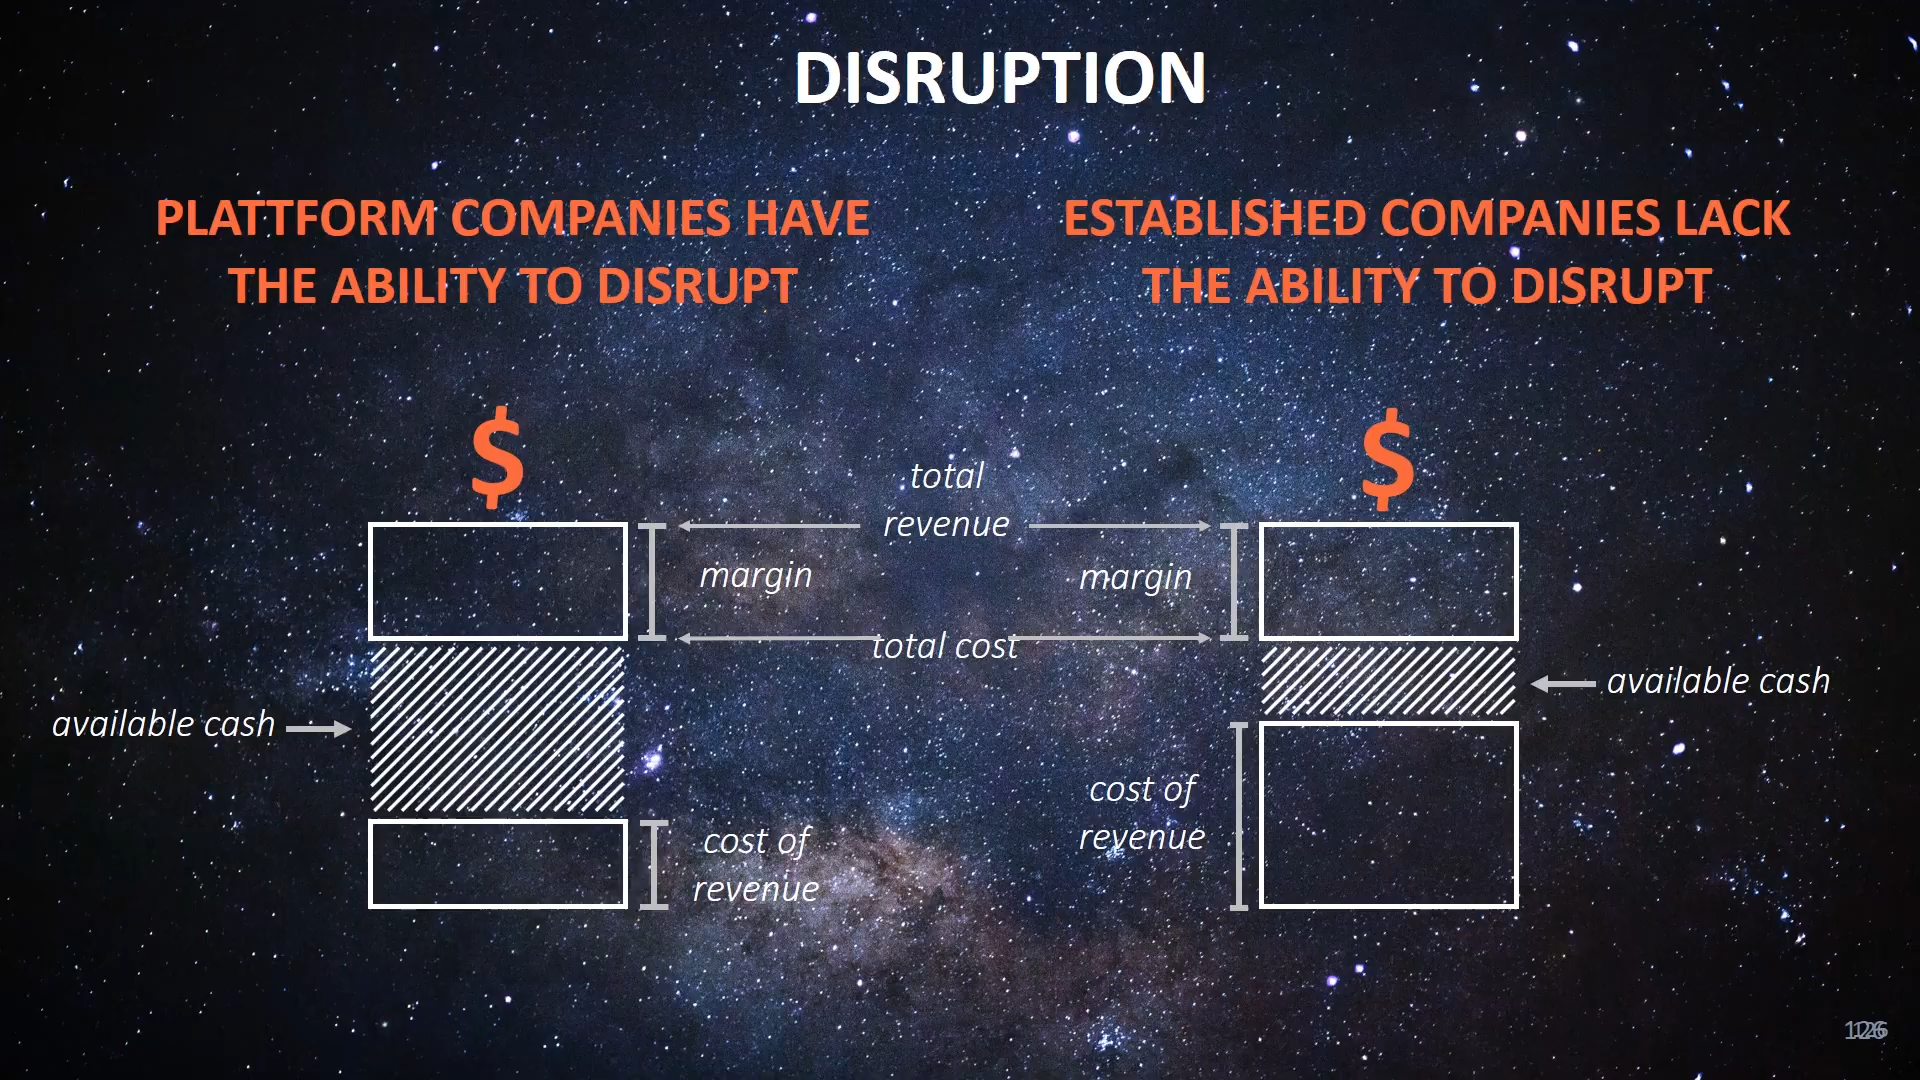 DISRUPTION
PLATTFORM COMPANIES HAVE
THE ABILITY TO DISRUPT
ESTABLISHED COMPANIES LACK
THE ABILITY TO DISRUPT
$
$
total
revenue
margin
margin
total cost
available cash
available cash
cost of
revenue
cost of
revenue